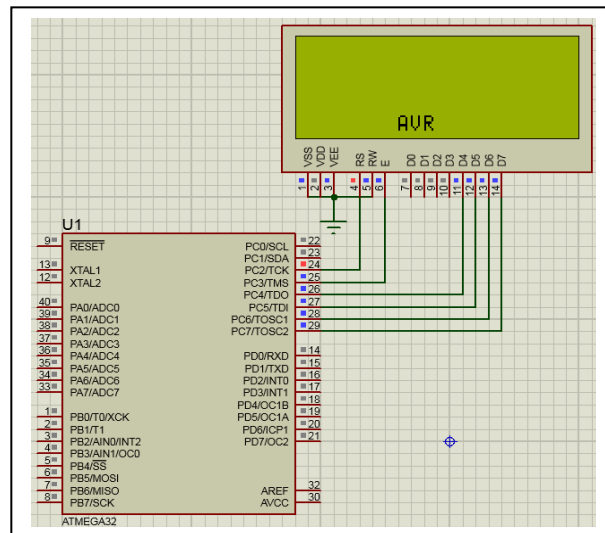 AVR
VSS
VDD
VEE
RS
RW
E
D0
D1
D2
D3
D4
D5
D6
D7
1
2
3
4
5
6
7
8
9
10
11
12
13
14
U1
9 RESET
13 XTAL1
12 XTAL2
40 PA0/ADC0
39 PA1/ADC1
38 PA2/ADC2
37 PA3/ADC3
36 PA4/ADC4
35 PA5/ADC5
34 PA6/ADC6
33 PA7/ADC7
1 PB0/T0/XCK
2 PB1/T1
3 PB2/AIN0/INT2
4 PB3/AIN1/OC0
5 PB4/SS
6 PB5/MOSI
7 PB6/MISO
8 PB7/SCK
PC0/SCL 22
PC1/SDA 23
PC2/TCK 24
PC3/TMS 25
PC4/TDO 26
PC5/TDI 27
PC6/TOSC1 28
PC7/TOSC2 29
PD0/RXD 14
PD1/TXD 15
PD2/INT0 16
PD3/INT1 17
PD4/OC1B 18
PD5/OC1A 19
PD6/ICP1 20
PD7/OC2 21
AREF 32
AVCC 30
ATMEGA32